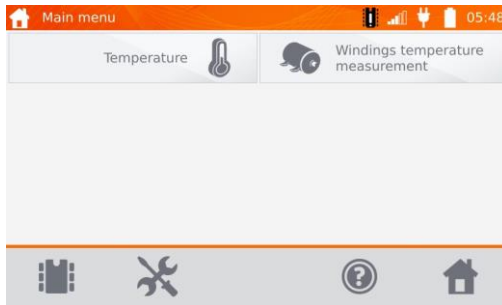 Main menu
05:48
Temperature
Windings temperature
measurement